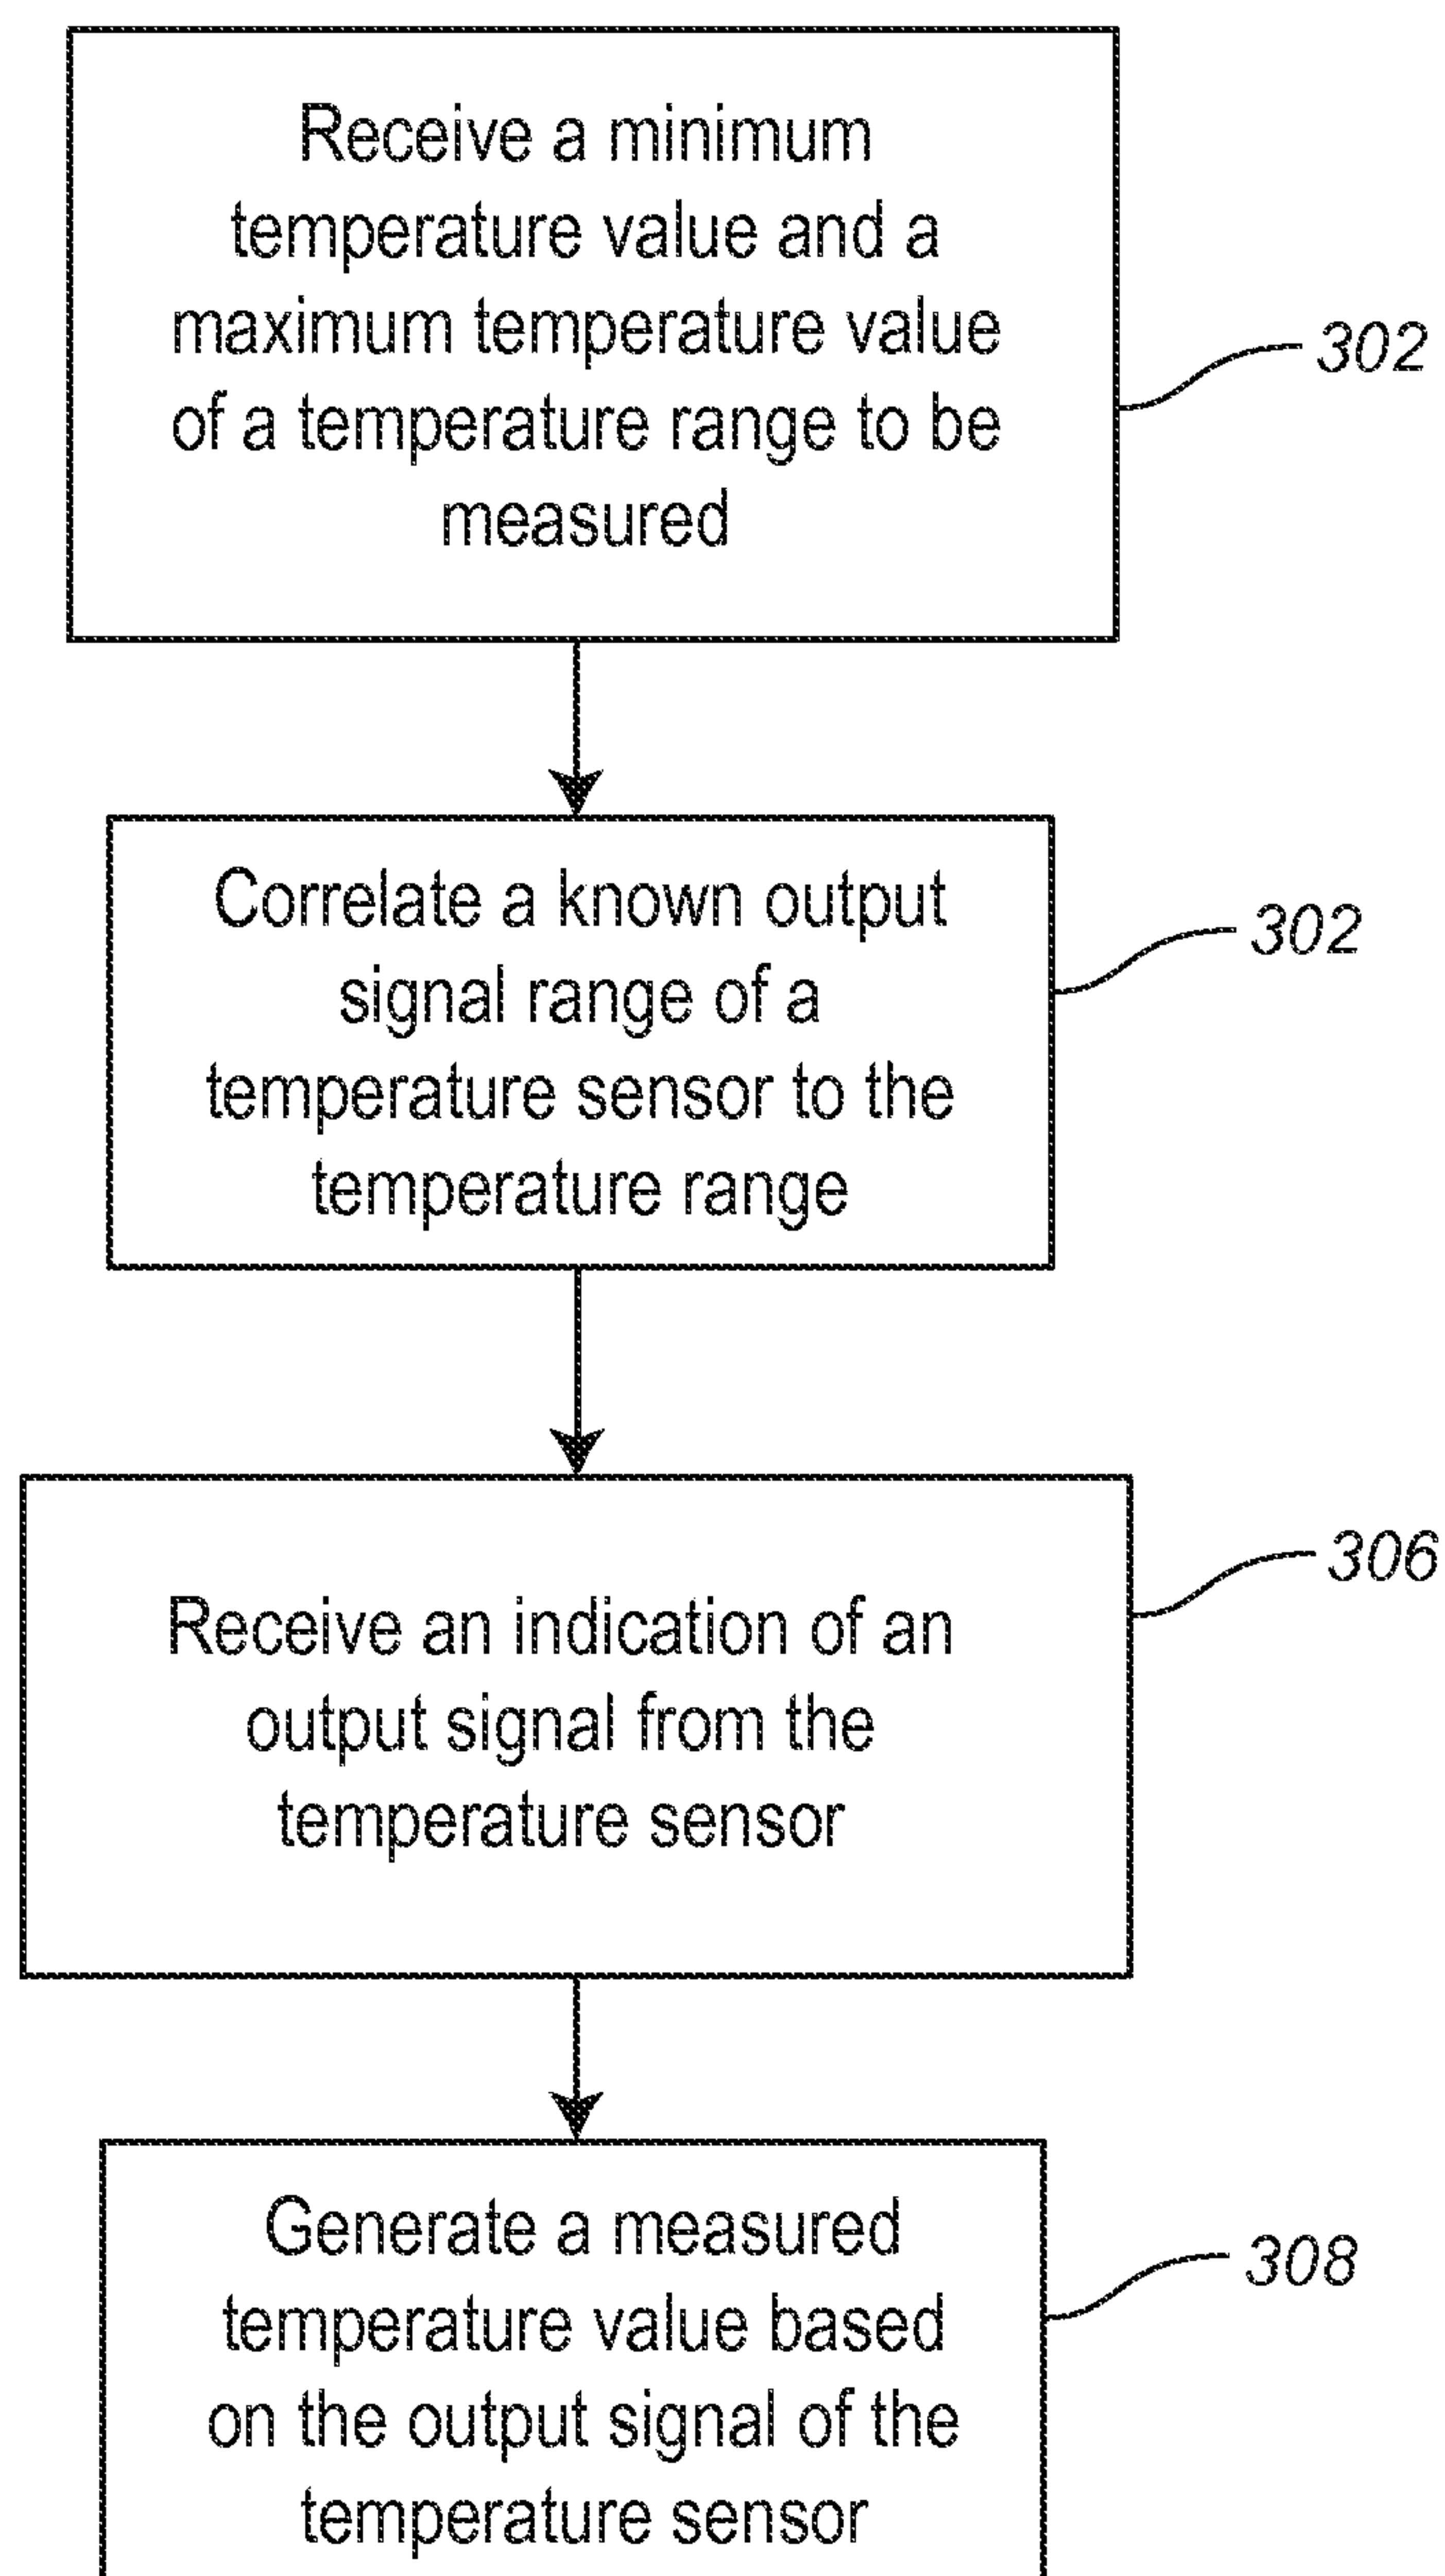 Receive a minimum
temperature value and a
maximum temperature value
of a temperature range to be
measured
302
Correlate a known output
signal range of a
temperature sensor to the
temperature range
302
Receive an indication of an
output signal from the
temperature sensor
306
Generate a measured
temperature value based
on the output signal of the
temperature sensor
308